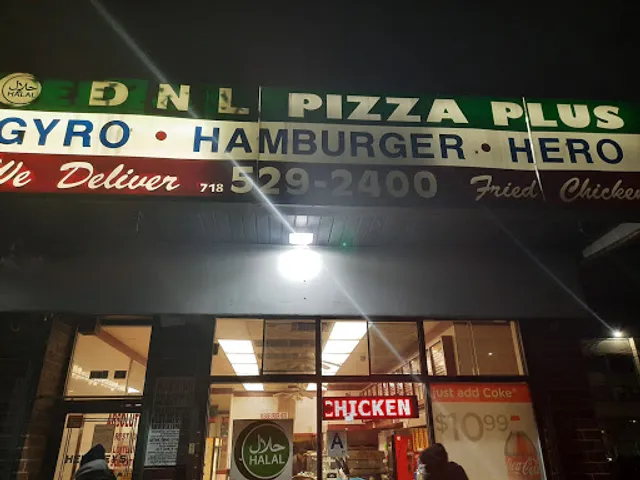 حلال
HALAL
DNL PIZZA PLUS
GYRO • HAMBURGER • HERO
We Deliver 718 529-2400 Fried Chicken
CHICKEN
just add Coke
$10.99
حلال
HALAL
A